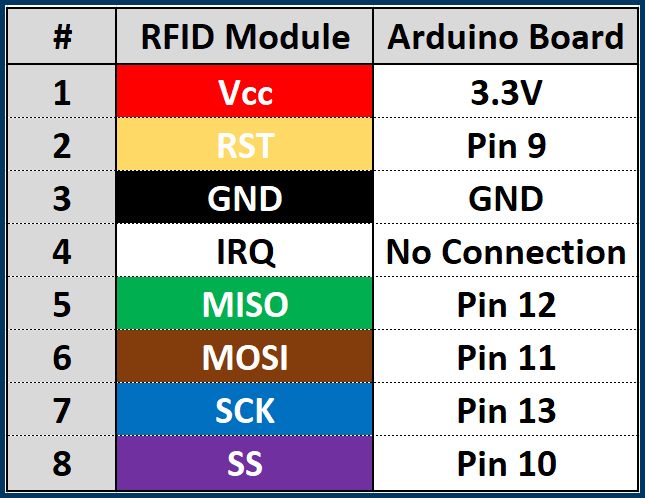 # RFID Module Arduino Board
1 Vcc 3.3V
2 RST Pin 9
3 GND GND
4 IRQ No Connection
5 MISO Pin 12
6 MOSI Pin 11
7 SCK Pin 13
8 SS Pin 10